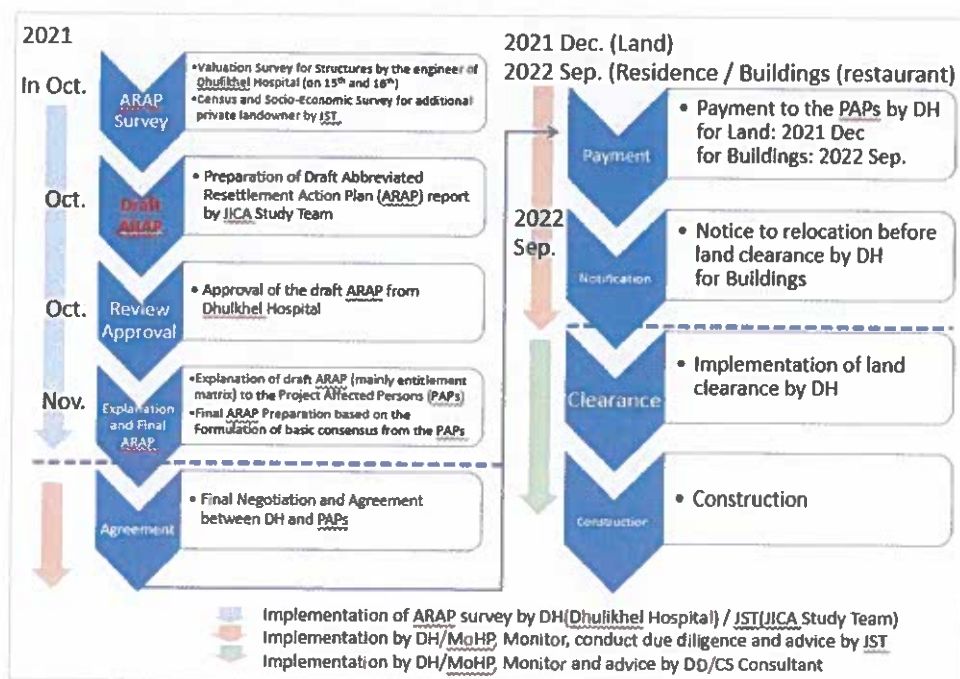 2021
In Oct.
ARAP
Survey
•Valuation Survey for Structures by the engineer of
Dhulikhel Hospital (on 15th and 16th)
•Census and Socio-Economic Survey for additional
private landowner by JST.
Oct.
Draft
ARAP
• Preparation of Draft Abbreviated
Resettlement Action Plan (ARAP) report
by JICA Study Team
Oct.
Review
Approval
• Approval of the draft ARAP from
Dhulikhel Hospital
Nov.
Explanation
and Final
ARAP
•Explanation of draft ARAP (mainly entitlement
matrix) to the Project Affected Persons (PAPs)
•Final ARAP Preparation based on the
Formulation of basic consensus from the PAPs
Agreement
• Final Negotiation and Agreement
between DH and PAPs
2021 Dec. (Land)
2022 Sep. (Residence / Buildings (restaurant)
Payment
• Payment to the PAPs by DH
for Land: 2021 Dec
for Buildings: 2022 Sep.
2022
Sep.
Notification
• Notice to relocation before
land clearance by DH
for Buildings
Clearance
• Implementation of land
clearance by DH
Construction
• Construction
Implementation of ARAP survey by DH(Dhulikhel Hospital) / JST(JICA Study Team)
Implementation by DH/MoHP, Monitor, conduct due diligence and advice by JST
Implementation by DH/MoHP, Monitor and advice by DD/CS Consultant